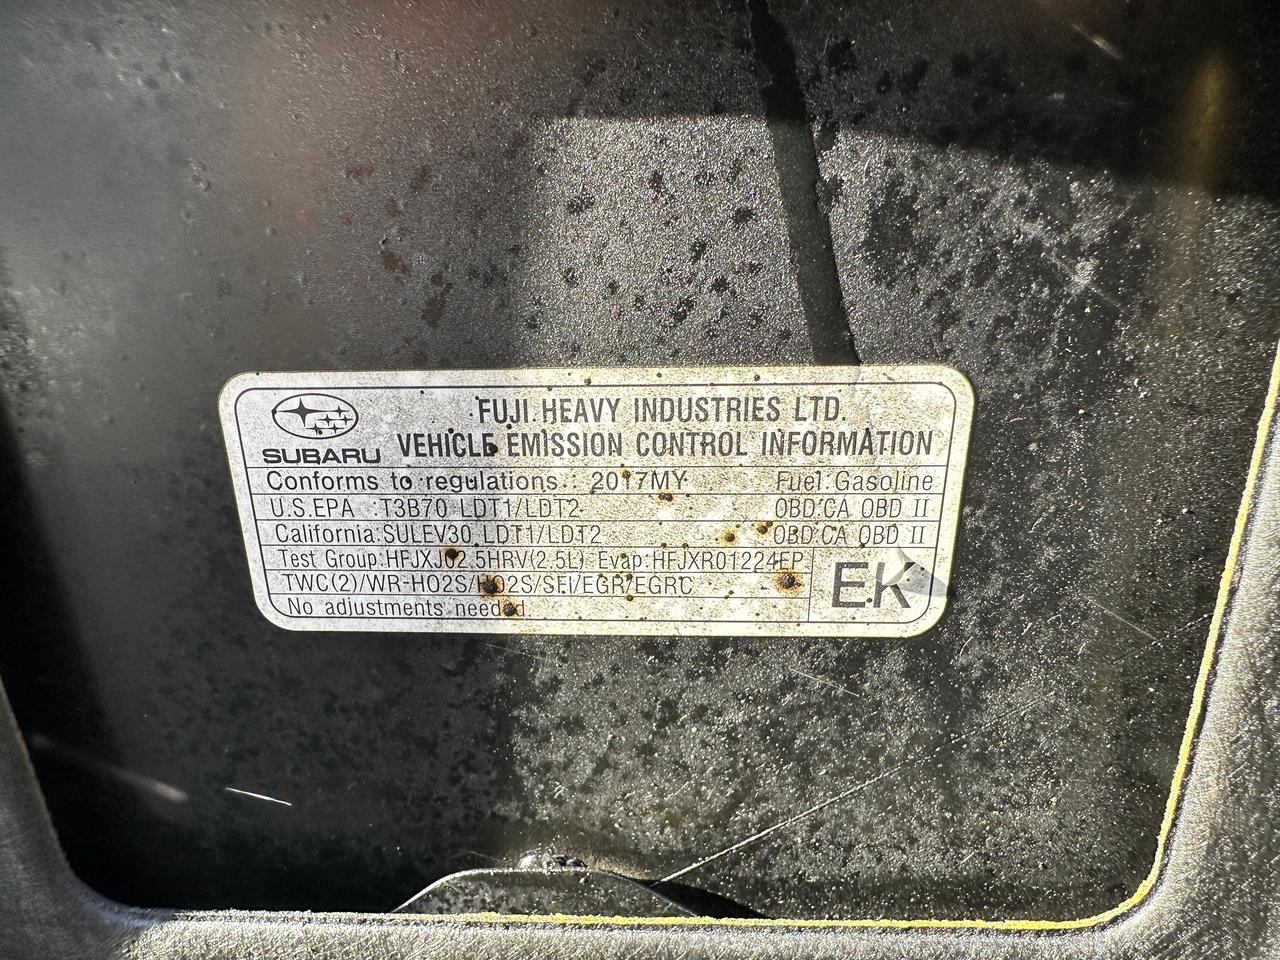 SUBARU
FUJI HEAVY INDUSTRIES LTD.
VEHICLE EMISSION CONTROL INFORMATION
Conforms to regulations : 2017MY Fuel:Gasoline
U.S.EPA :T3B70 LDT1/LDT2 OBD:CA OBD II
California:SULEV30 LDT1/LDT2 OBD:CA OBD II
Test Group:HFJXJ02.5HRV(2.5L) Evap:HFJXR01224EP
TWC(2)/WR-HO2S/HO2S/SFI/EGR/EGRC
No adjustments needed.
EK